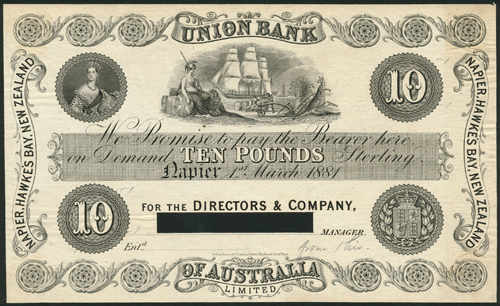 UNION BANK
NAPIER, HAWKES BAY, NEW ZEALAND
10
NAPIER, HAWKES BAY, NEW ZEALAND
We Promise to pay the Bearer here
on Demand TEN POUNDS Sterling.
Napier 1st March 1881
FOR THE DIRECTORS & COMPANY,
10
MANAGER.
Entd.
OF AUSTRALIA
LIMITED